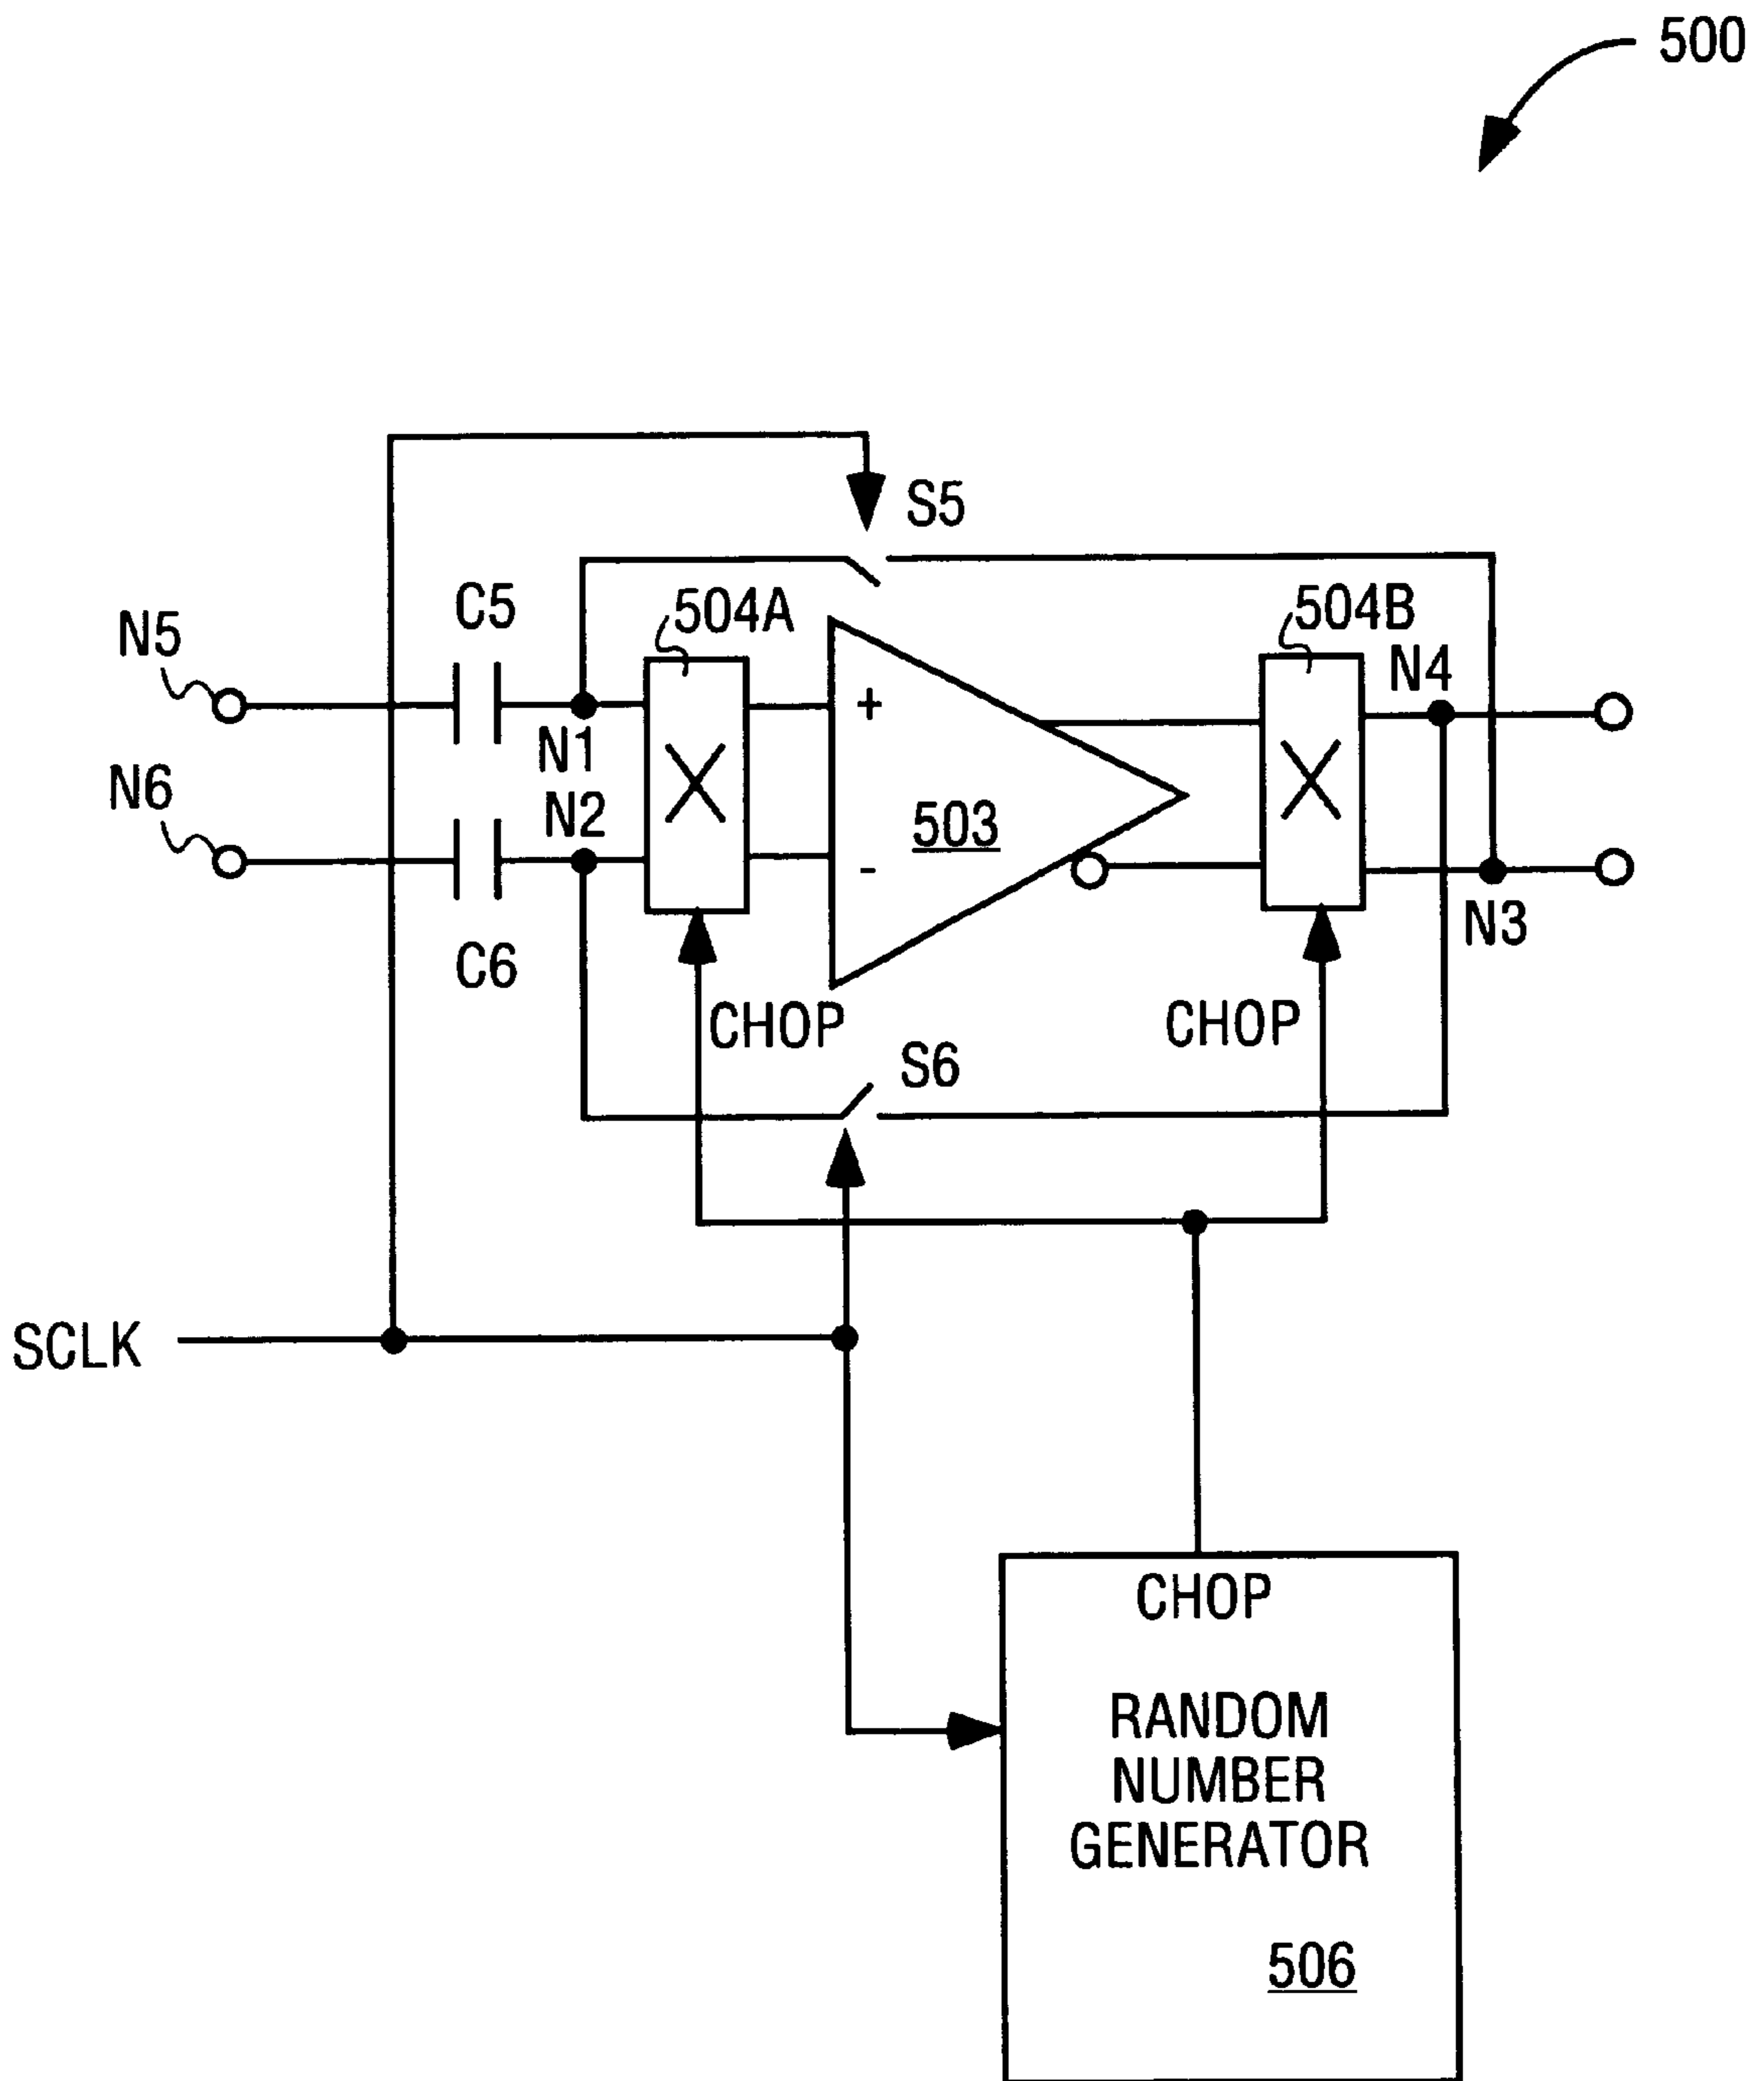 500
S5
C5
504A
504B
N5
N4
+
N1
X
X
N6
N2
503
-
N3
C6
CHOP
CHOP
S6
SCLK
CHOP
RANDOM
NUMBER
GENERATOR
506